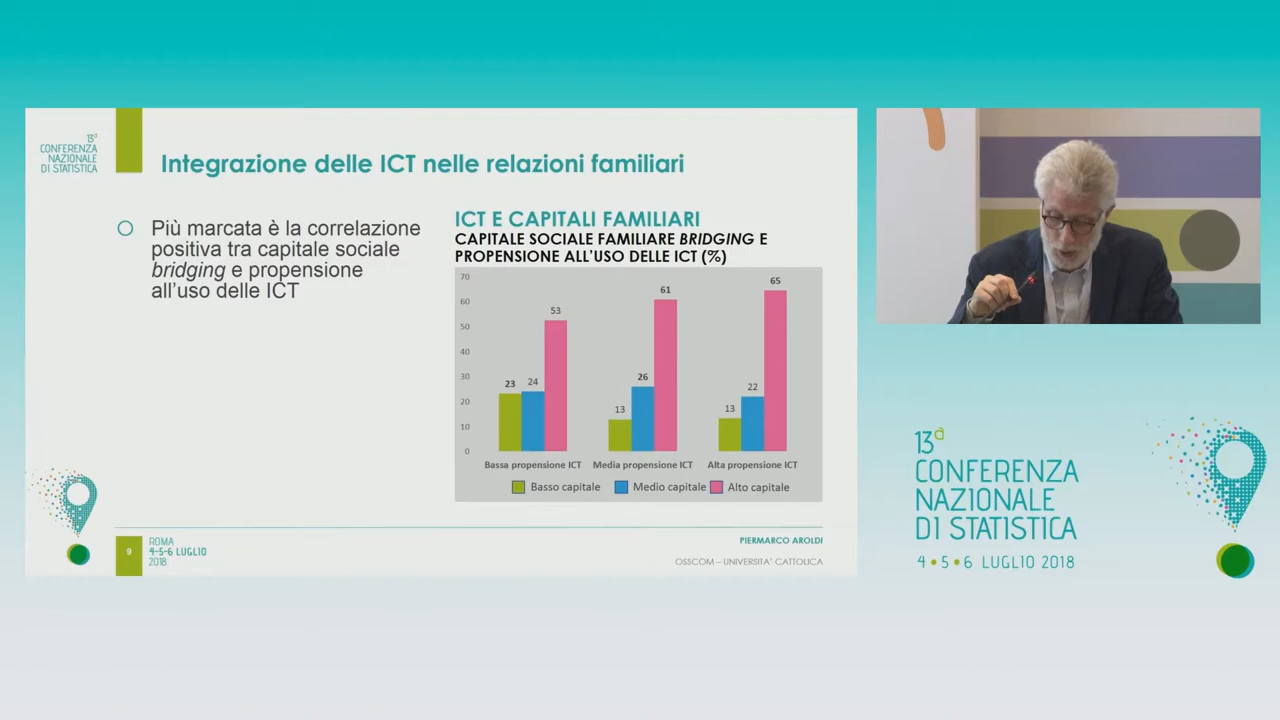 13a
CONFERENZA
NAZIONALE
DI STATISTICA
Integrazione delle ICT nelle relazioni familiari
Più marcata è la correlazione
positiva tra capitale sociale
bridging e propensione
all'uso delle ICT
ICT E CAPITALI FAMILIARI
CAPITALE SOCIALE FAMILIARE BRIDGING E
PROPENSIONE ALL'USO DELLE ICT (%)
70
60
50
40
30
20
10
0
23 24 53
13 26 61
13 22 65
Bassa propensione ICT Media propensione ICT Alta propensione ICT
Basso capitale Medio capitale Alto capitale
9
ROMA
4-5-6 LUGLIO
2018
PIERMARCO AROLDI
OSSCOM – UNIVERSITA' CATTOLICA
13a
CONFERENZA
NAZIONALE
DI STATISTICA
4 • 5 • 6 LUGLIO 2018